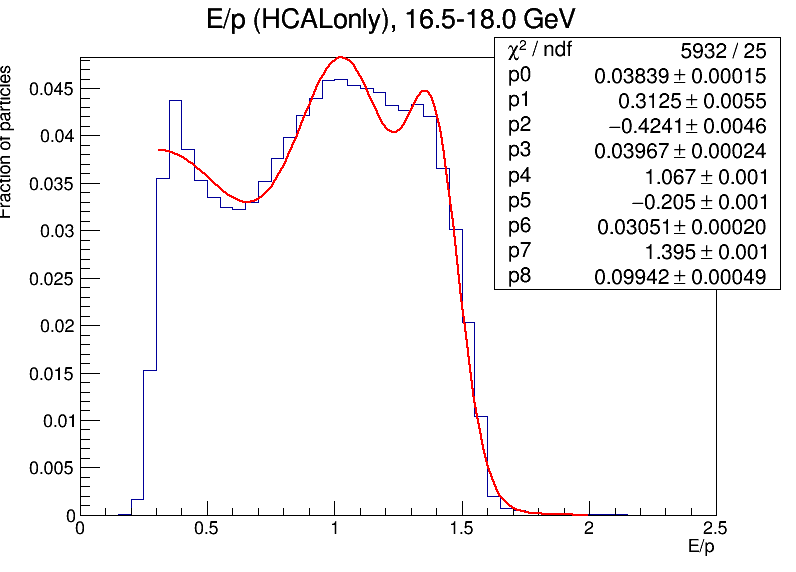 E/p (HCALonly), 16.5-18.0 GeV
χ² / ndf 5932 / 25
p0 0.03839 ± 0.00015
p1 0.3125 ± 0.0055
p2 −0.4241 ± 0.0046
p3 0.03967 ± 0.00024
p4 1.067 ± 0.001
p5 −0.205 ± 0.001
p6 0.03051 ± 0.00020
p7 1.395 ± 0.001
p8 0.09942 ± 0.00049
Fraction of particles
0.045
0.04
0.035
0.03
0.025
0.02
0.015
0.01
0.005
0
0 0.5 1 1.5 2 2.5
E/p